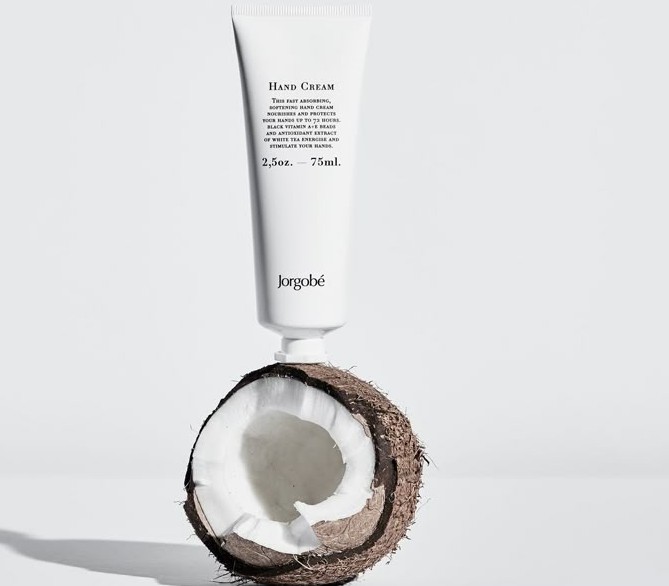 HAND CREAM
THIS FAST ABSORBING,
SOFTENING HAND CREAM
NOURISHES AND PROTECTS
YOUR HANDS UP TO 72 HOURS.
BLACK VITAMIN A+E BEADS
AND ANTIOXIDANT EXTRACT
OF WHITE TEA ENERGISE AND
STIMULATE YOUR HANDS.
2,5oz. — 75ml.
Jorgobé